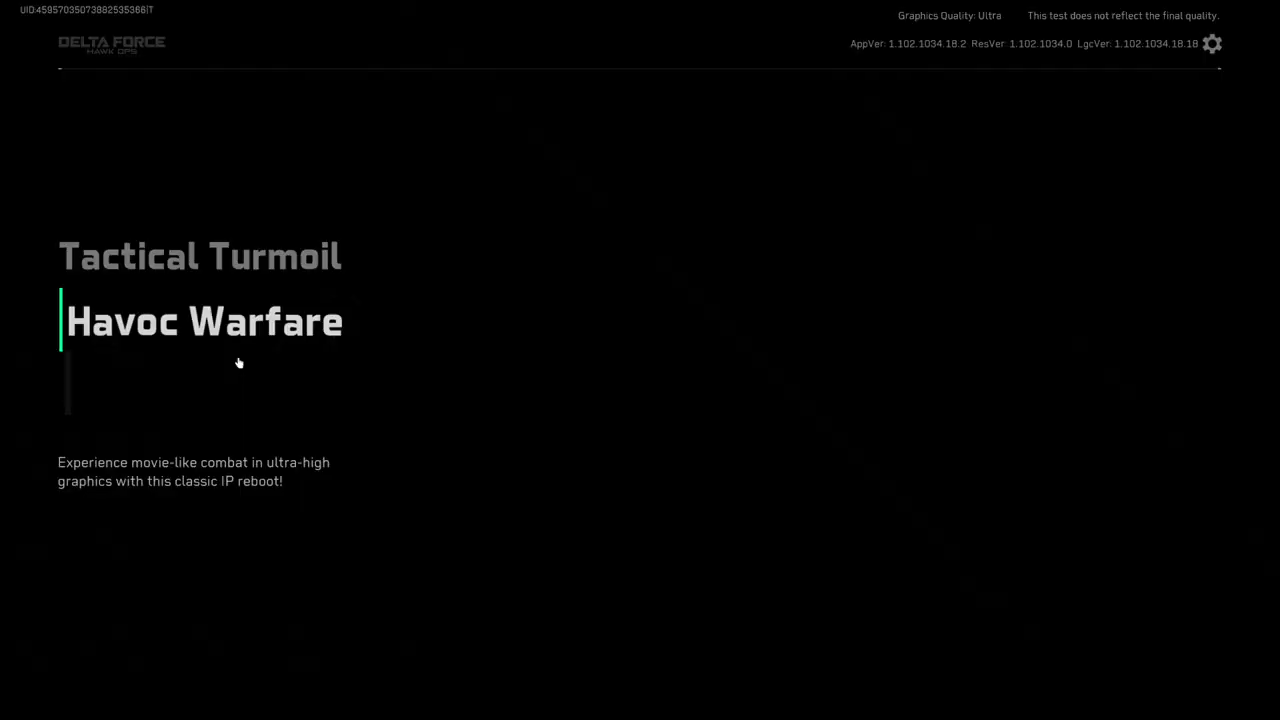 UID:45957035073882535366|T
Graphics Quality: Ultra
This test does not reflect the final quality.
DELTA FORCE
HAWK OPS
AppVer: 1.102.1034.18.2 ResVer: 1.102.1034.0 LgcVer: 1.102.1034.18.18
Tactical Turmoil
Havoc Warfare
Experience movie-like combat in ultra-high
graphics with this classic IP reboot!